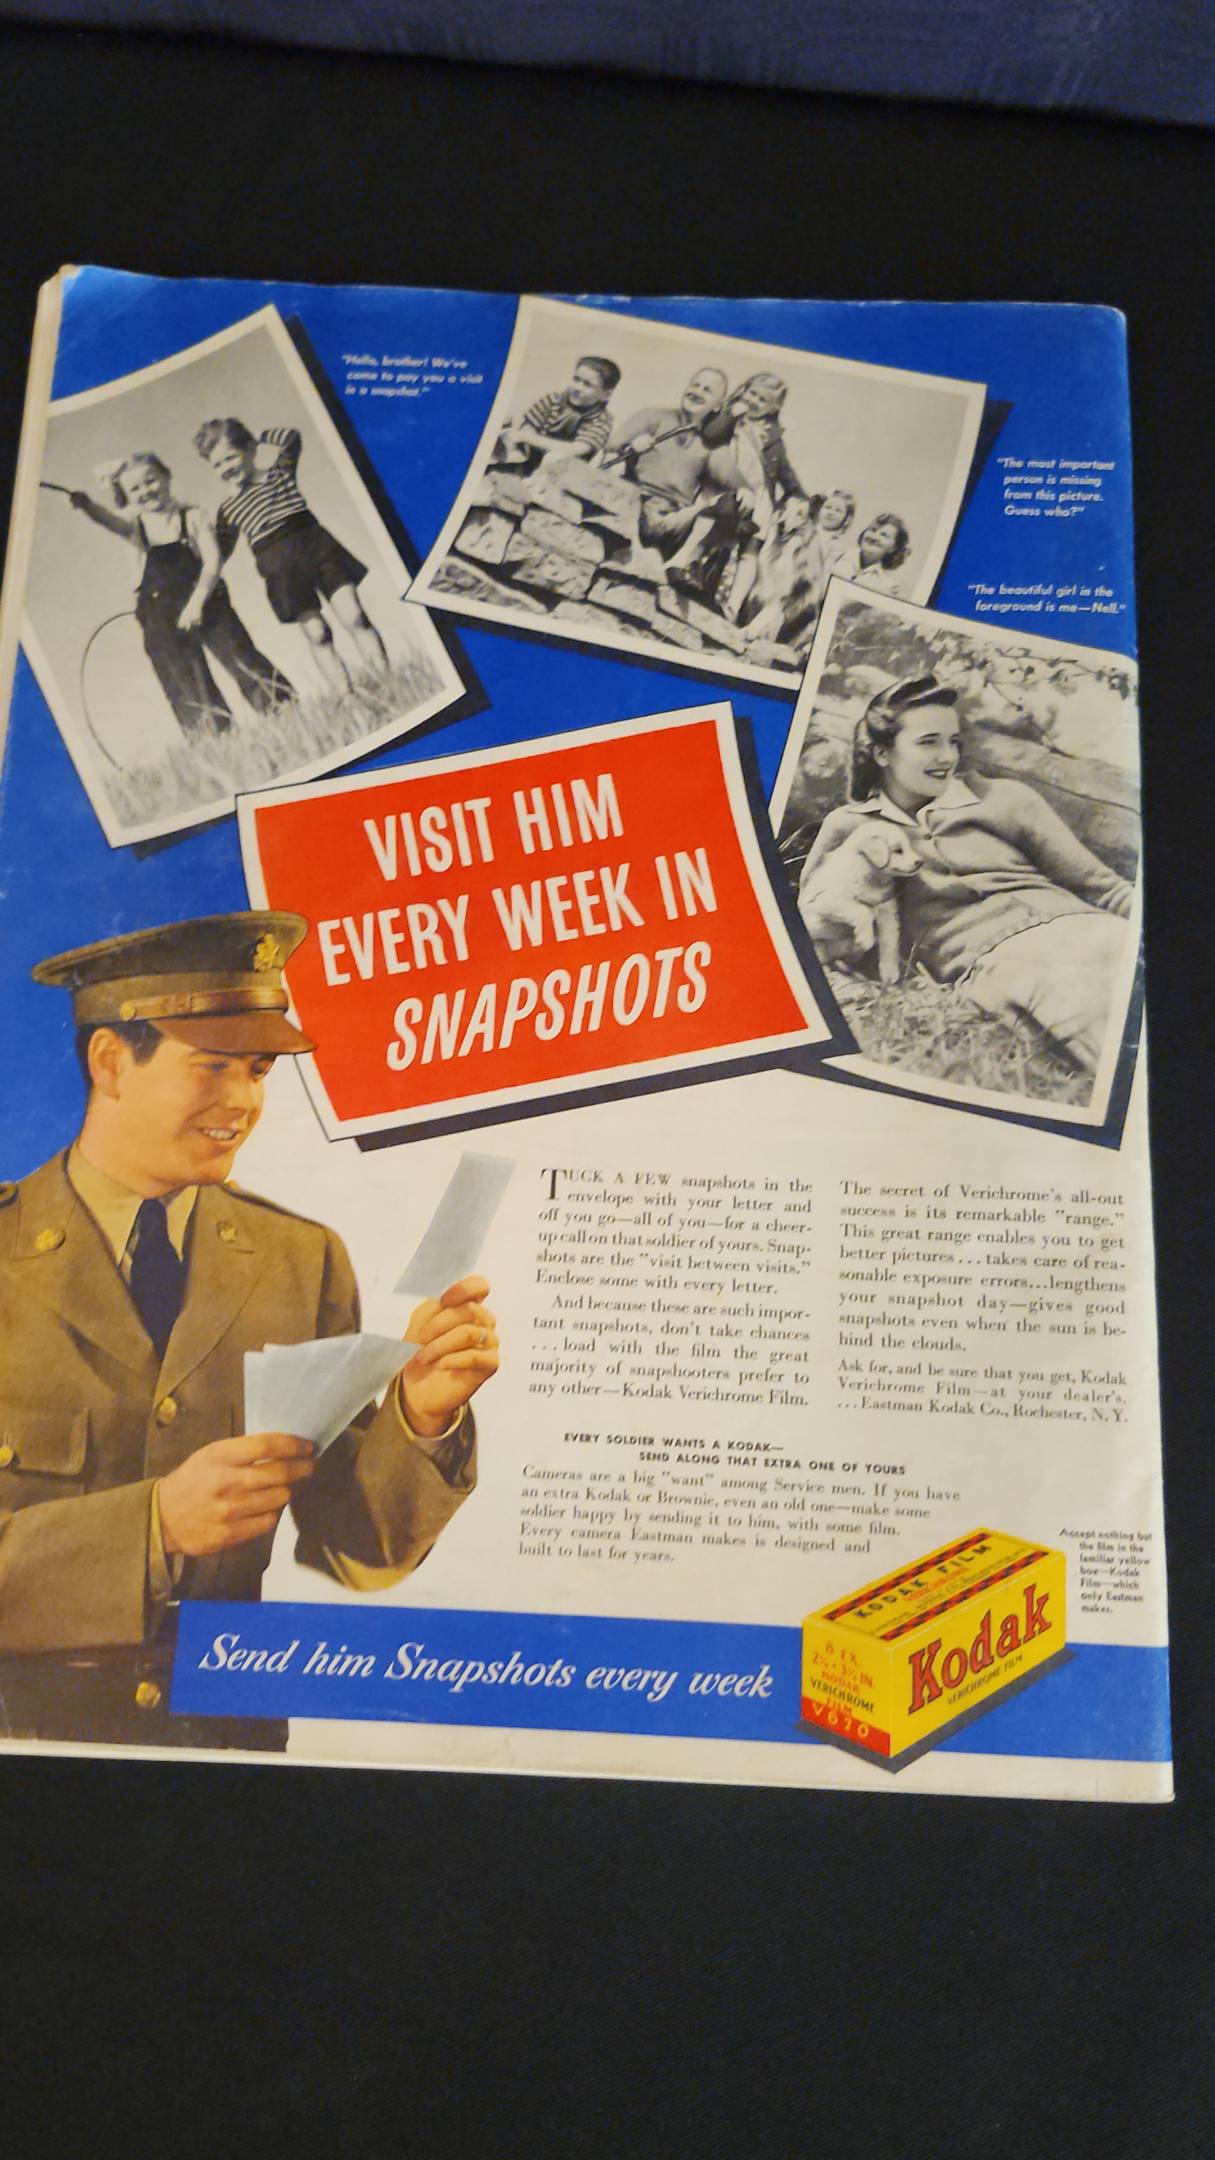 "Hello, brother! We've
come to pay you a visit
in a snapshot."
"The most important
person is missing
from this picture.
Guess who?"
"The beautiful girl in the
foreground is me—Nell."
VISIT HIM
EVERY WEEK IN
SNAPSHOTS
TUCK A FEW snapshots in the
envelope with your letter and
off you go—all of you—for a cheer-
up call on that soldier of yours. Snap-
shots are the "visit between visits."
Enclose some with every letter.
And because these are such impor-
tant snapshots, don't take chances
... load with the film the great
majority of snapshooters prefer to
any other—Kodak Verichrome Film.
The secret of Verichrome's all-out
success is its remarkable "range."
This great range enables you to get
better pictures ... takes care of rea-
sonable exposure errors...lengthens
your snapshot day—gives good
snapshots even when the sun is be-
hind the clouds.
Ask for, and be sure that you get, Kodak
Verichrome Film—at your dealer's.
... Eastman Kodak Co., Rochester, N. Y.
EVERY SOLDIER WANTS A KODAK—
SEND ALONG THAT EXTRA ONE OF YOURS
Cameras are a big "want" among Service men. If you have
an extra Kodak or Brownie, even an old one—make some
soldier happy by sending it to him, with some film.
Every camera Eastman makes is designed and
built to last for years.
Accept nothing but
the film in the
familiar yellow
box—Kodak
Film—which
only Eastman
makes.
KODAK FILM
Kodak
VERICHROME FILM
8 EX.
2¼ x 3¼ IN.
KODAK
VERICHROME
FILM
V620
Send him Snapshots every week